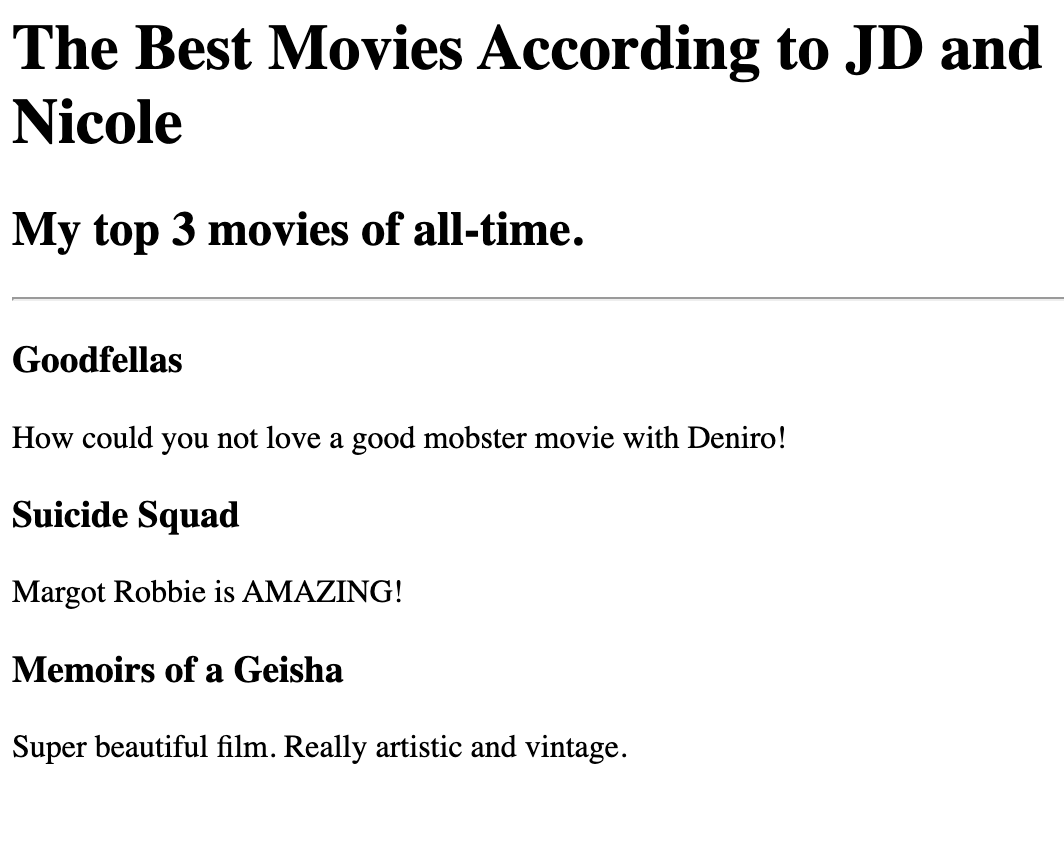 The Best Movies According to JD and
Nicole
My top 3 movies of all-time.
Goodfellas
How could you not love a good mobster movie with Deniro!
Suicide Squad
Margot Robbie is AMAZING!
Memoirs of a Geisha
Super beautiful film. Really artistic and vintage.